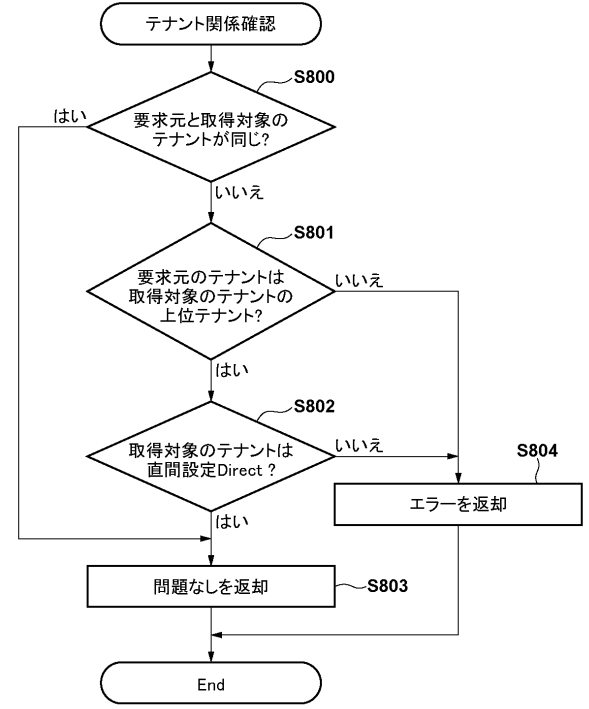 テナント関係確認
S800
はい
要求元と取得対象の
テナントが同じ?
いいえ
S801
要求元のテナントは
取得対象のテナントの
上位テナント?
いいえ
はい
S802
取得対象のテナントは
直間設定Direct?
いいえ
S804
エラーを返却
はい
問題なしを返却
S803
End